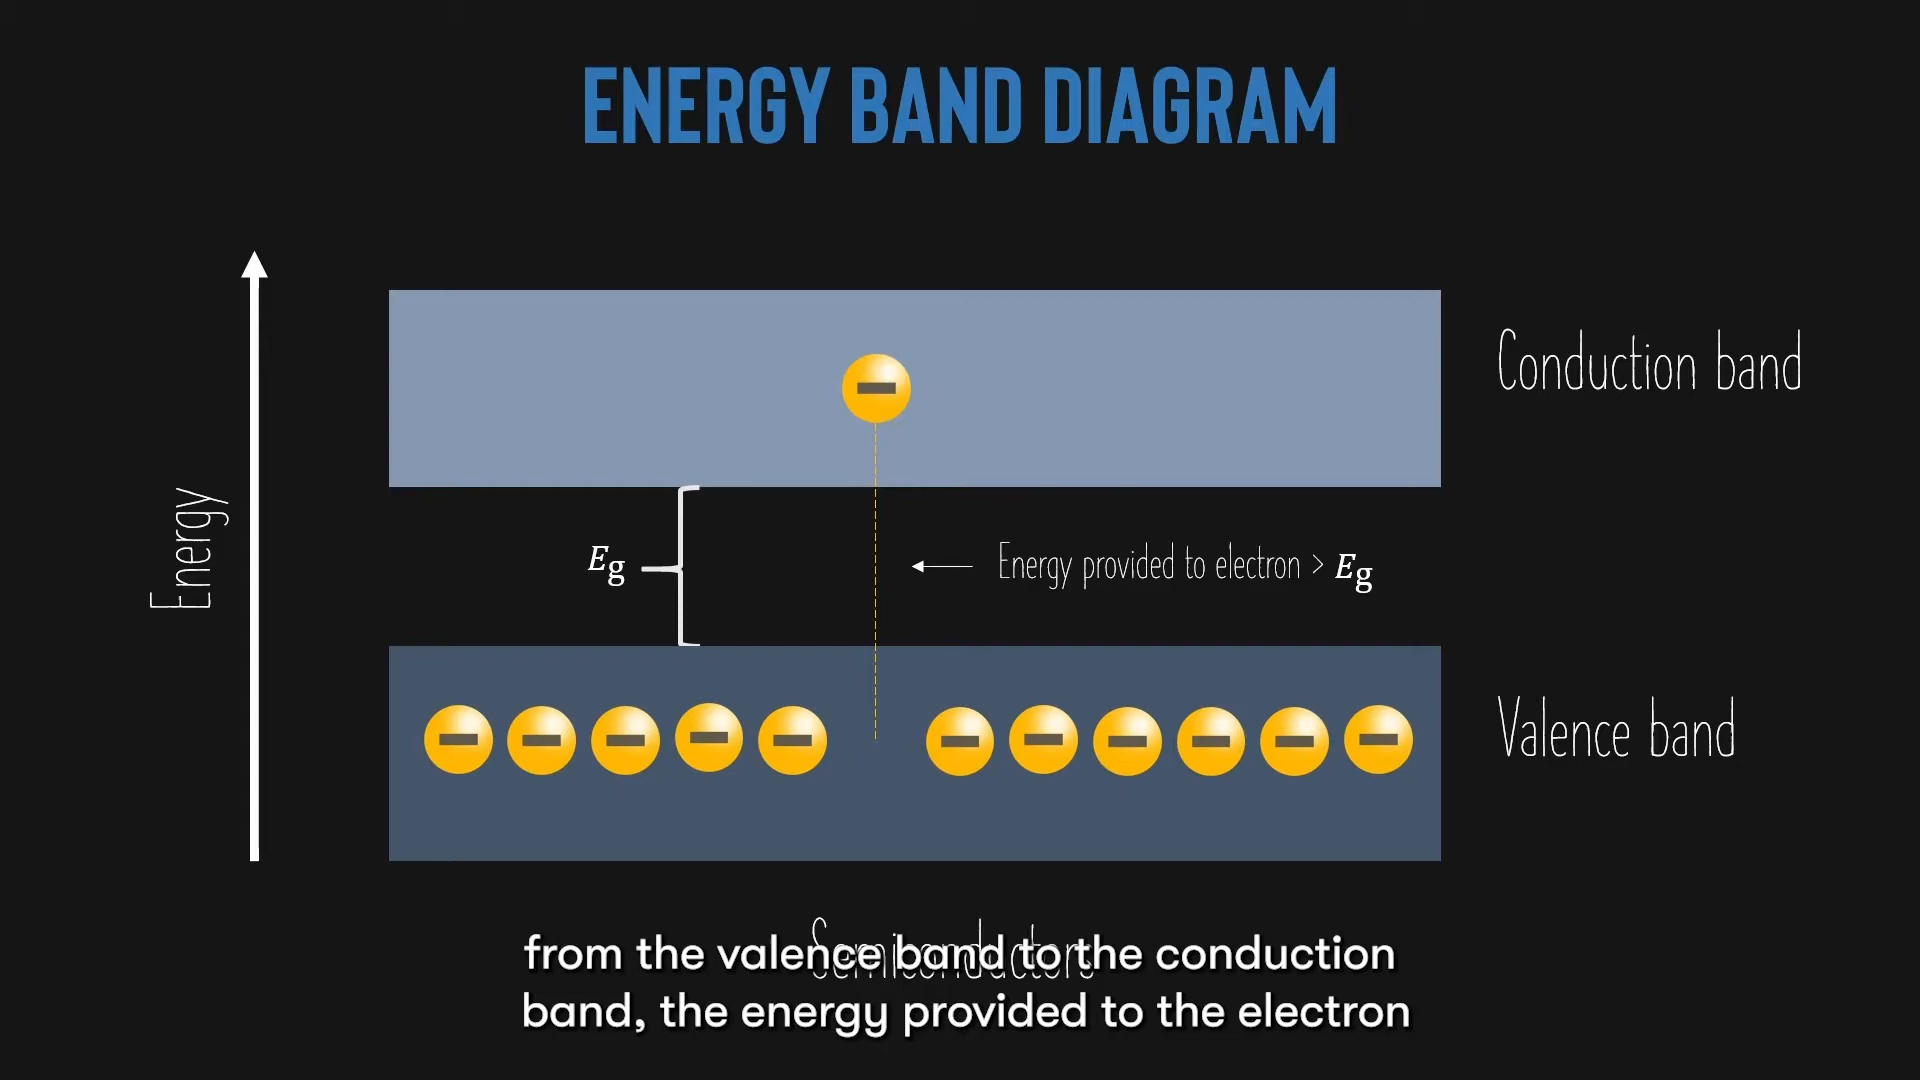 ENERGY BAND DIAGRAM
Conduction band
Energy
Eg
Energy provided to electron > Eg
Valence band
Semiconductors
from the valence band to the conduction
band, the energy provided to the electron